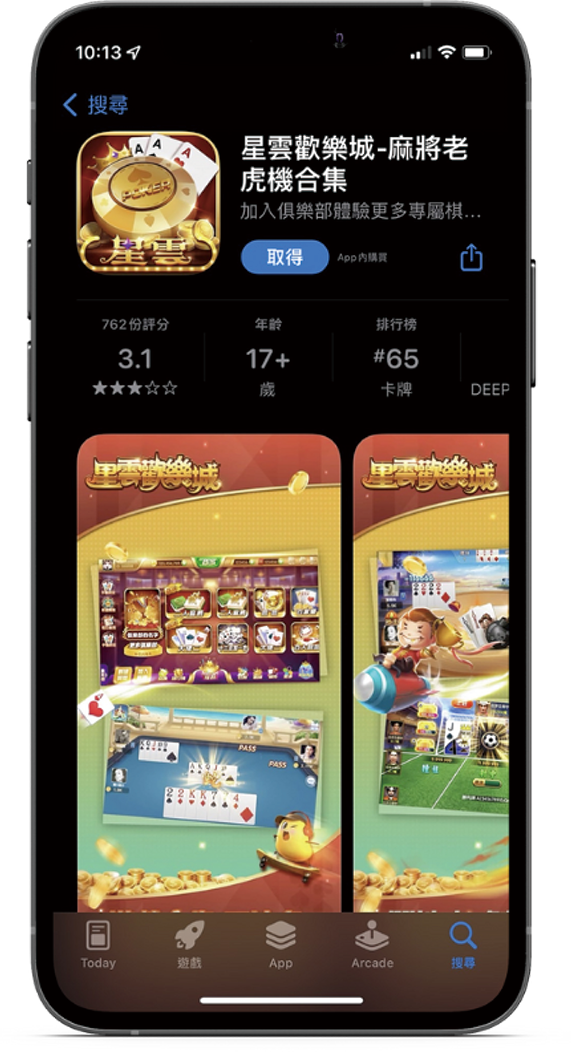 10:13
搜尋
POKER
星雲
星雲歡樂城-麻將老
虎機合集
加入俱樂部體驗更多專屬棋...
取得
App內購買
762份評分
年齡
排行榜
3.1
17+
#65
歲
卡牌
DEEP
星雲歡樂城
星雲歡樂城
PASS
PASS
Today
遊戲
App
Arcade
搜尋